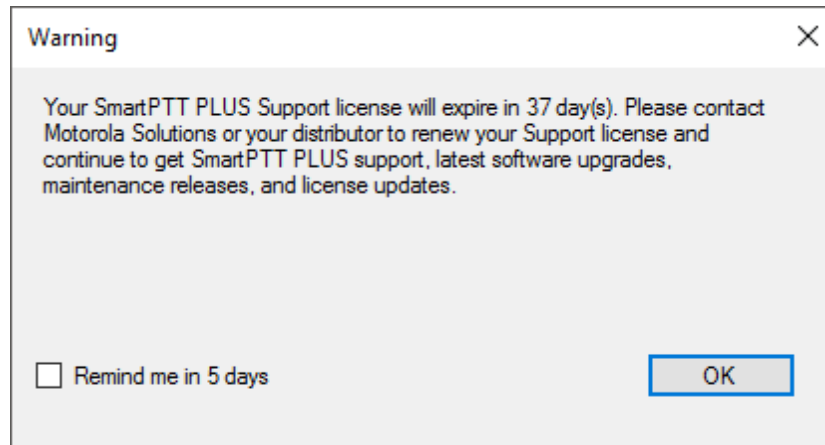 Warning
Your SmartPTT PLUS Support license will expire in 37 day(s). Please contact
Motorola Solutions or your distributor to renew your Support license and
continue to get SmartPTT PLUS support, latest software upgrades,
maintenance releases, and license updates.
Remind me in 5 days
OK